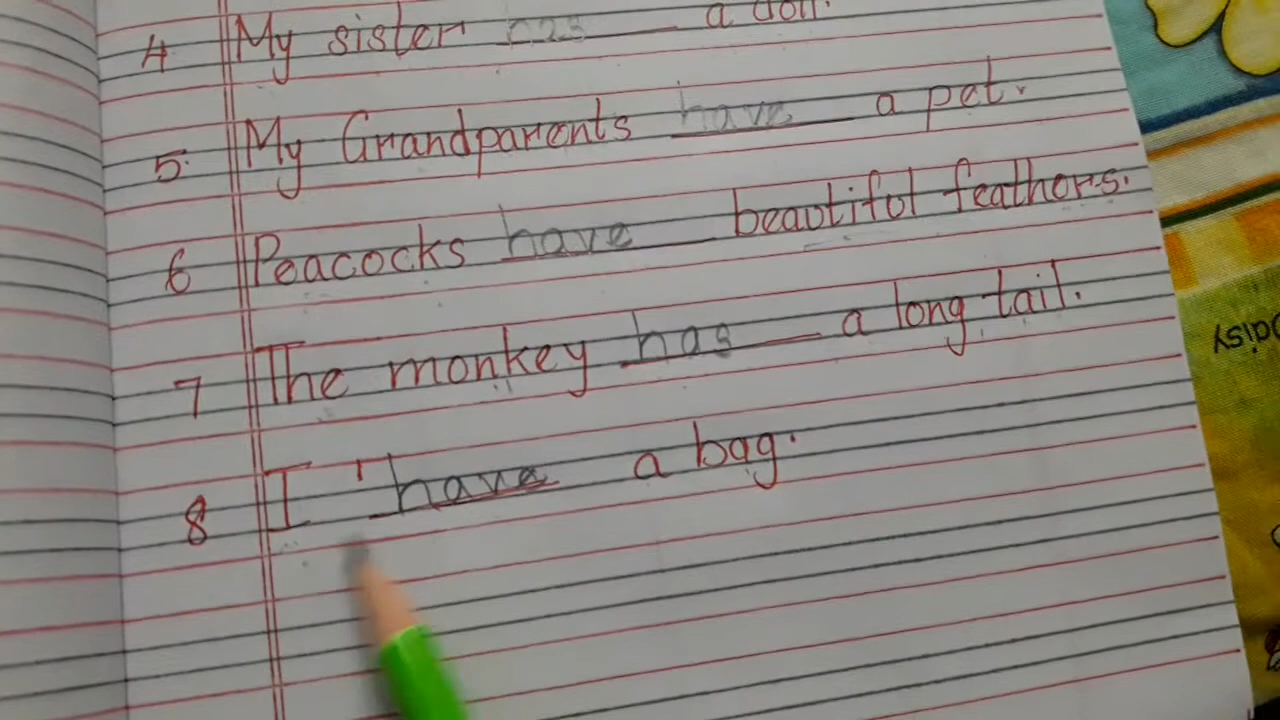 4 My sister has a doll.
5. My Grandparents have a pet.
6 Peacocks have beautiful feathers.
7 The monkey has a long tail.
8 I have a bag.